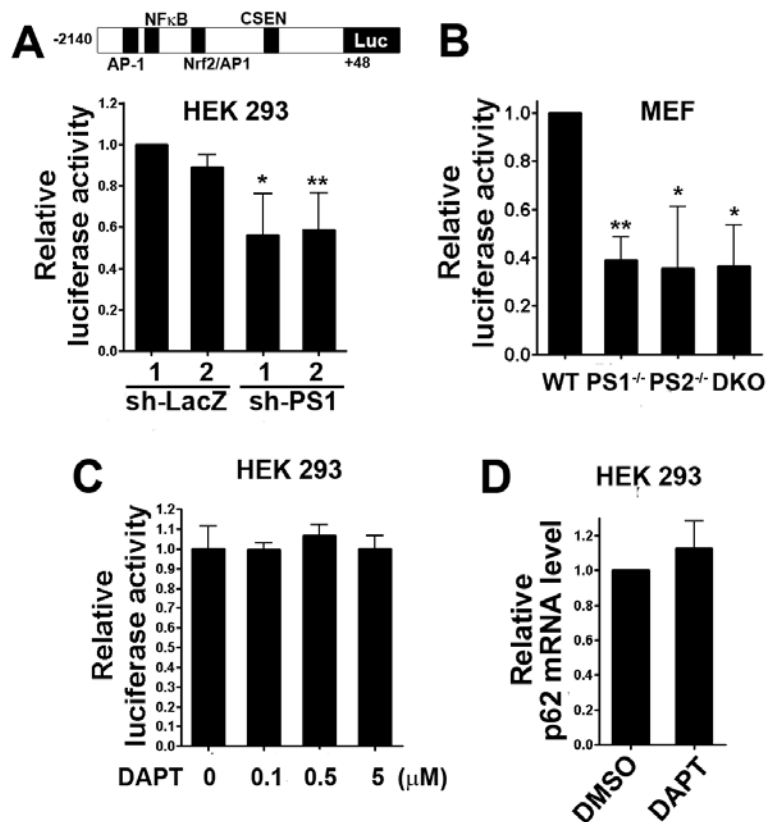 A
NFκB CSEN
-2140 Luc
AP-1 Nrf2/AP1 +48
HEK 293
Relative
luciferase activity
1.2
1.0
0.8
0.6
0.4
0.2
0.0
* **
1 2 1 2
sh-LacZ sh-PS1
B
MEF
Relative
luciferase activity
1.0
0.8
0.6
0.4
0.2
0.0
** * *
WT PS1-/- PS2-/- DKO
C
HEK 293
Relative
luciferase activity
1.2
1.1
1.0
0.9
0.8
0.7
0.6
0.5
0.4
0.3
0.2
0.1
0.0
DAPT 0 0.1 0.5 5 (μM)
D
HEK 293
Relative
p62 mRNA level
1.2
1.0
0.8
0.6
0.4
0.2
0.0
DMSO DAPT